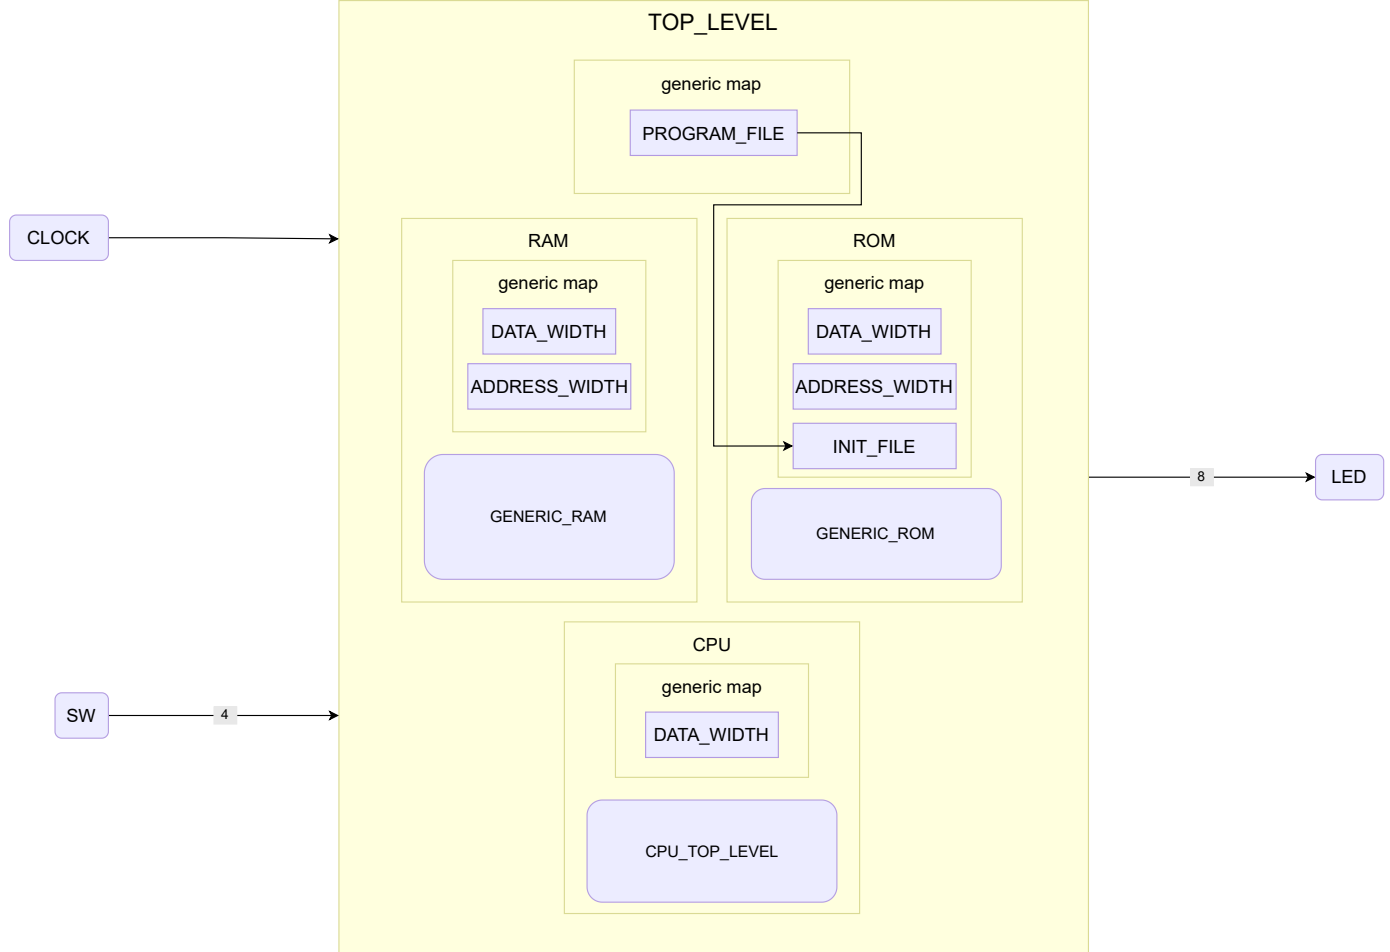 TOP_LEVEL
generic map
PROGRAM_FILE
CLOCK
RAM
generic map
DATA_WIDTH
ADDRESS_WIDTH
GENERIC_RAM
ROM
generic map
DATA_WIDTH
ADDRESS_WIDTH
INIT_FILE
GENERIC_ROM
8
LED
SW
4
CPU
generic map
DATA_WIDTH
CPU_TOP_LEVEL